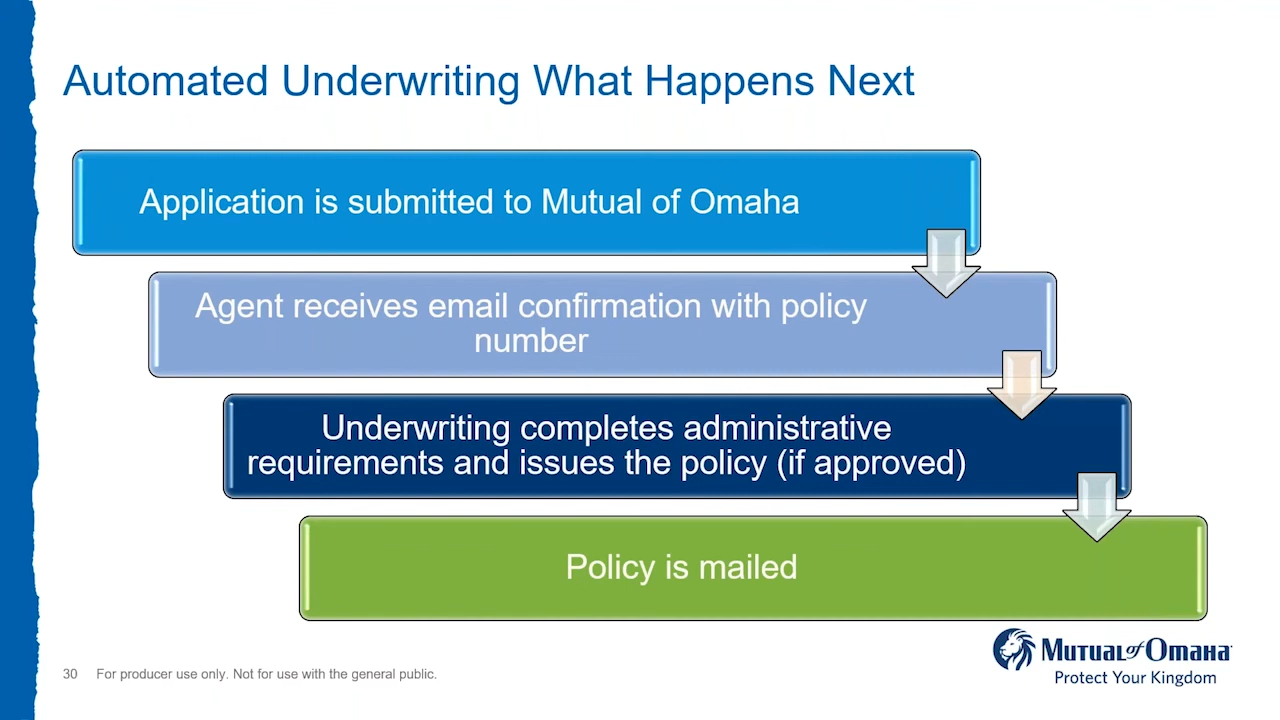 Automated Underwriting What Happens Next
Application is submitted to Mutual of Omaha
Agent receives email confirmation with policy
number
Underwriting completes administrative
requirements and issues the policy (if approved)
Policy is mailed
30 For producer use only. Not for use with the general public.
Mutual of Omaha
Protect Your Kingdom